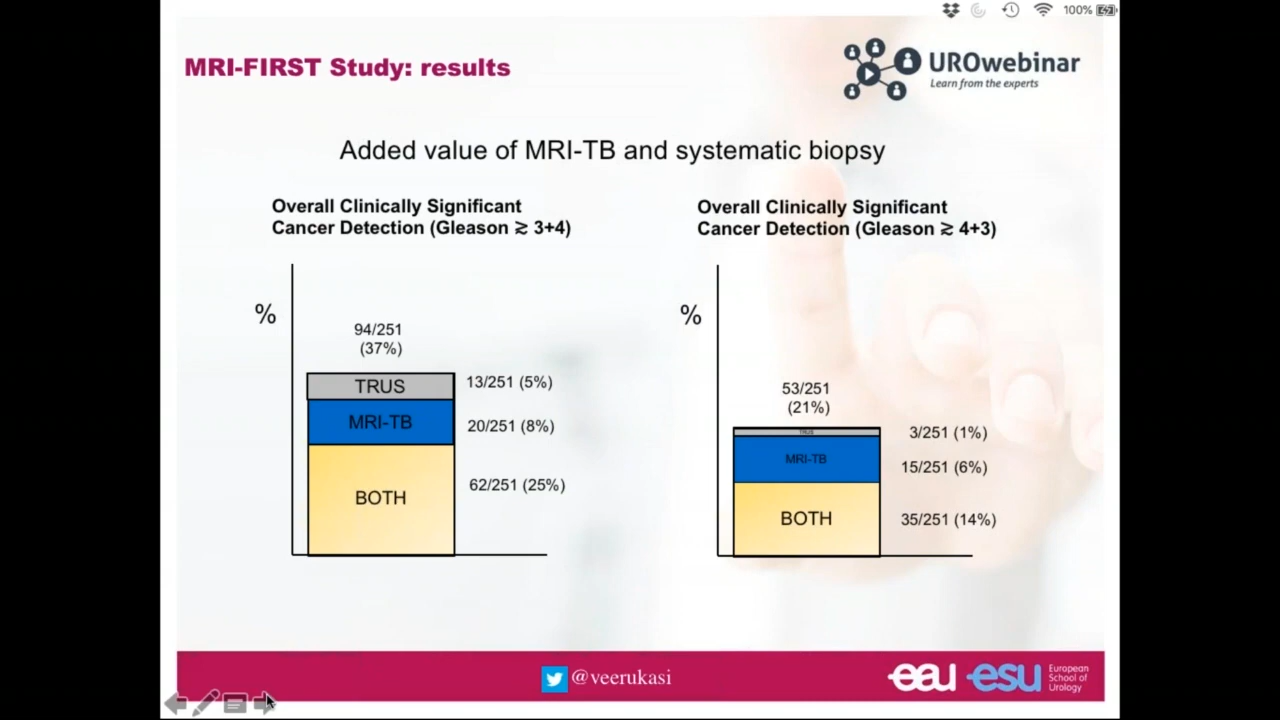 100%
MRI-FIRST Study: results
UROwebinar
Learn from the experts
Added value of MRI-TB and systematic biopsy
Overall Clinically Significant
Cancer Detection (Gleason ≳ 3+4)
%
94/251
(37%)
TRUS
13/251 (5%)
MRI-TB
20/251 (8%)
BOTH
62/251 (25%)
Overall Clinically Significant
Cancer Detection (Gleason ≳ 4+3)
%
53/251
(21%)
TRUS
3/251 (1%)
MRI-TB
15/251 (6%)
BOTH
35/251 (14%)
@veerukasi
eau
esu
European
School of
Urology